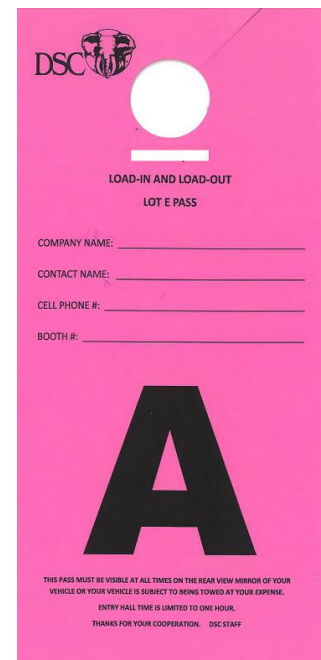 DSC
LOAD-IN AND LOAD-OUT
LOT E PASS
COMPANY NAME:
CONTACT NAME:
CELL PHONE #:
BOOTH #:
A
THIS PASS MUST BE VISIBLE AT ALL TIMES ON THE REAR VIEW MIRROR OF YOUR
VEHICLE OR YOUR VEHICLE IS SUBJECT TO BEING TOWED AT YOUR EXPENSE.
ENTRY HALL TIME IS LIMITED TO ONE HOUR.
THANKS FOR YOUR COOPERATION. DSC STAFF